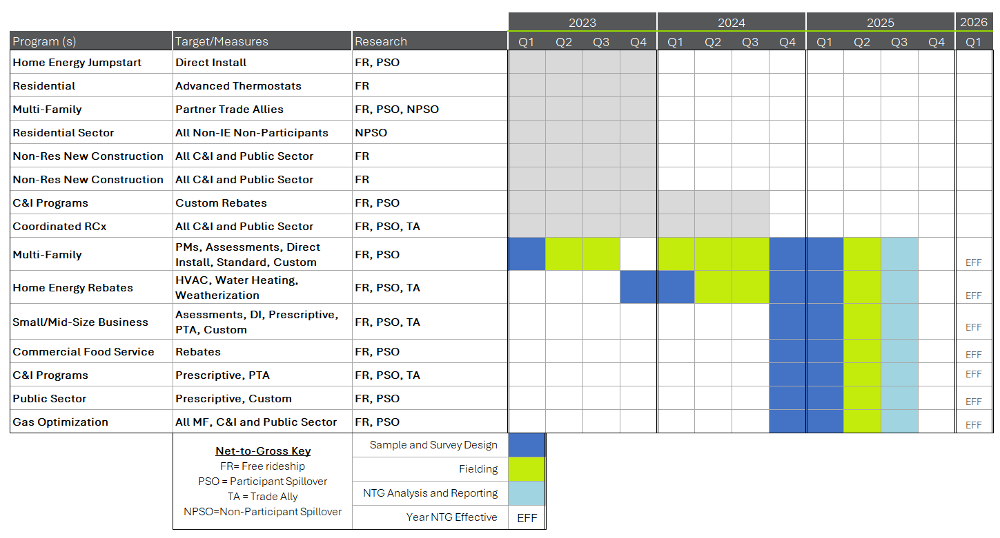 2023 2024 2025 2026
Program (s) Target/Measures Research Q1 Q2 Q3 Q4 Q1 Q2 Q3 Q4 Q1 Q2 Q3 Q4 Q1
Home Energy Jumpstart Direct Install FR, PSO
Residential Advanced Thermostats FR
Multi-Family Partner Trade Allies FR, PSO, NPSO
Residential Sector All Non-IE Non-Participants NPSO
Non-Res New Construction All C&I and Public Sector FR
Non-Res New Construction All C&I and Public Sector FR
C&I Programs Custom Rebates FR, PSO
Coordinated RCx All C&I and Public Sector FR, PSO, TA
Multi-Family PMs, Assessments, Direct
Install, Standard, Custom FR, PSO EFF
Home Energy Rebates HVAC, Water Heating,
Weatherization FR, PSO, TA EFF
Small/Mid-Size Business Asessments, DI, Prescriptive,
PTA, Custom FR, PSO, TA EFF
Commercial Food Service Rebates FR, PSO EFF
C&I Programs Prescriptive, PTA FR, PSO, TA EFF
Public Sector Prescriptive, Custom FR, PSO EFF
Gas Optimization All MF, C&I and Public Sector FR, PSO EFF
Net-to-Gross Key
FR= Free rideship
PSO = Participant Spillover
TA = Trade Ally
NPSO=Non-Participant Spillover
Sample and Survey Design
Fielding
NTG Analysis and Reporting
Year NTG Effective EFF